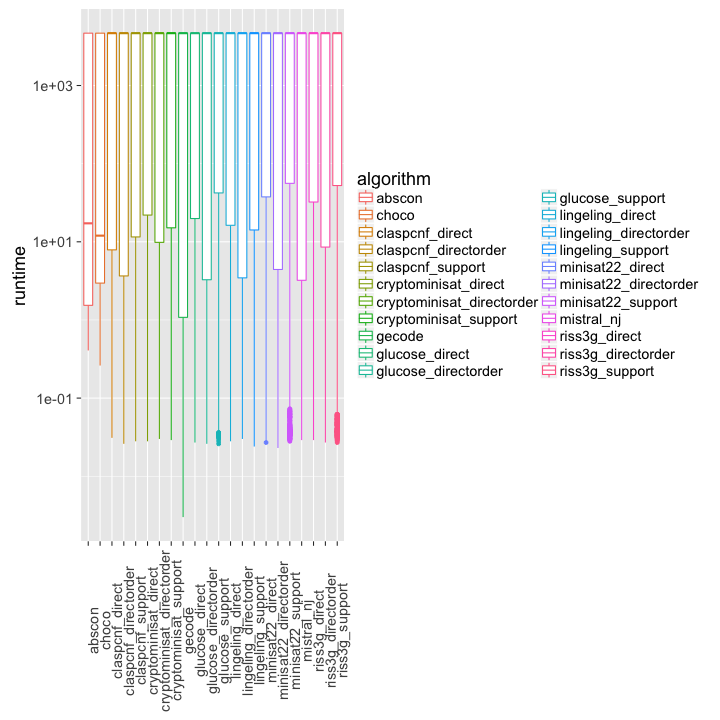 1e+03
1e+01
1e-01
runtime
abscon
choco
claspcnf_direct
claspcnf_directorder
claspcnf_support
cryptominisat_direct
cryptominisat_directorder
cryptominisat_support
gecode
glucose_direct
glucose_directorder
glucose_support
lingeling_direct
lingeling_directorder
lingeling_support
minisat22_direct
minisat22_directorder
minisat22_support
mistral_nj
riss3g_direct
riss3g_directorder
riss3g_support
algorithm
abscon
choco
claspcnf_direct
claspcnf_directorder
claspcnf_support
cryptominisat_direct
cryptominisat_directorder
cryptominisat_support
gecode
glucose_direct
glucose_directorder
glucose_support
lingeling_direct
lingeling_directorder
lingeling_support
minisat22_direct
minisat22_directorder
minisat22_support
mistral_nj
riss3g_direct
riss3g_directorder
riss3g_support